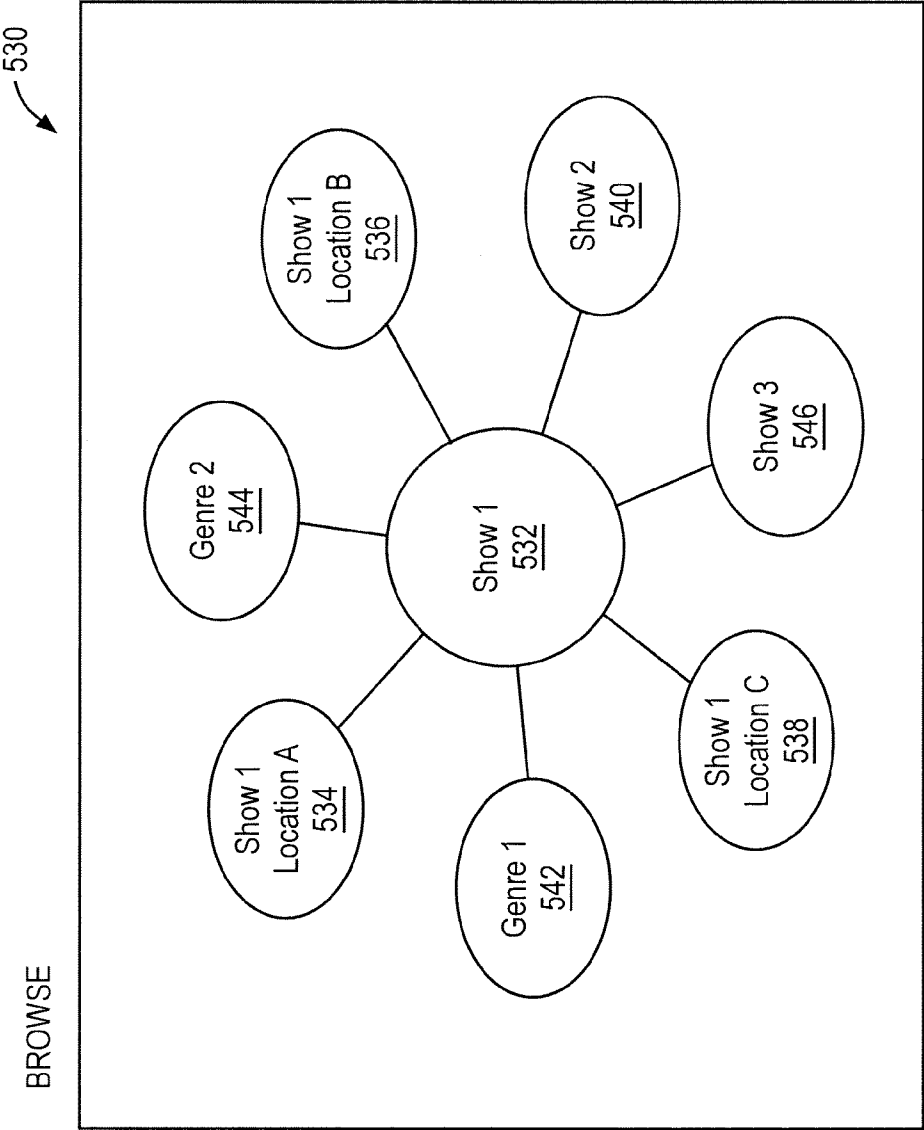 BROWSE
530
Genre 2
544
Show 1
Location A
534
Show 1
Location B
536
Show 1
532
Genre 1
542
Show 2
540
Show 1
Location C
538
Show 3
546